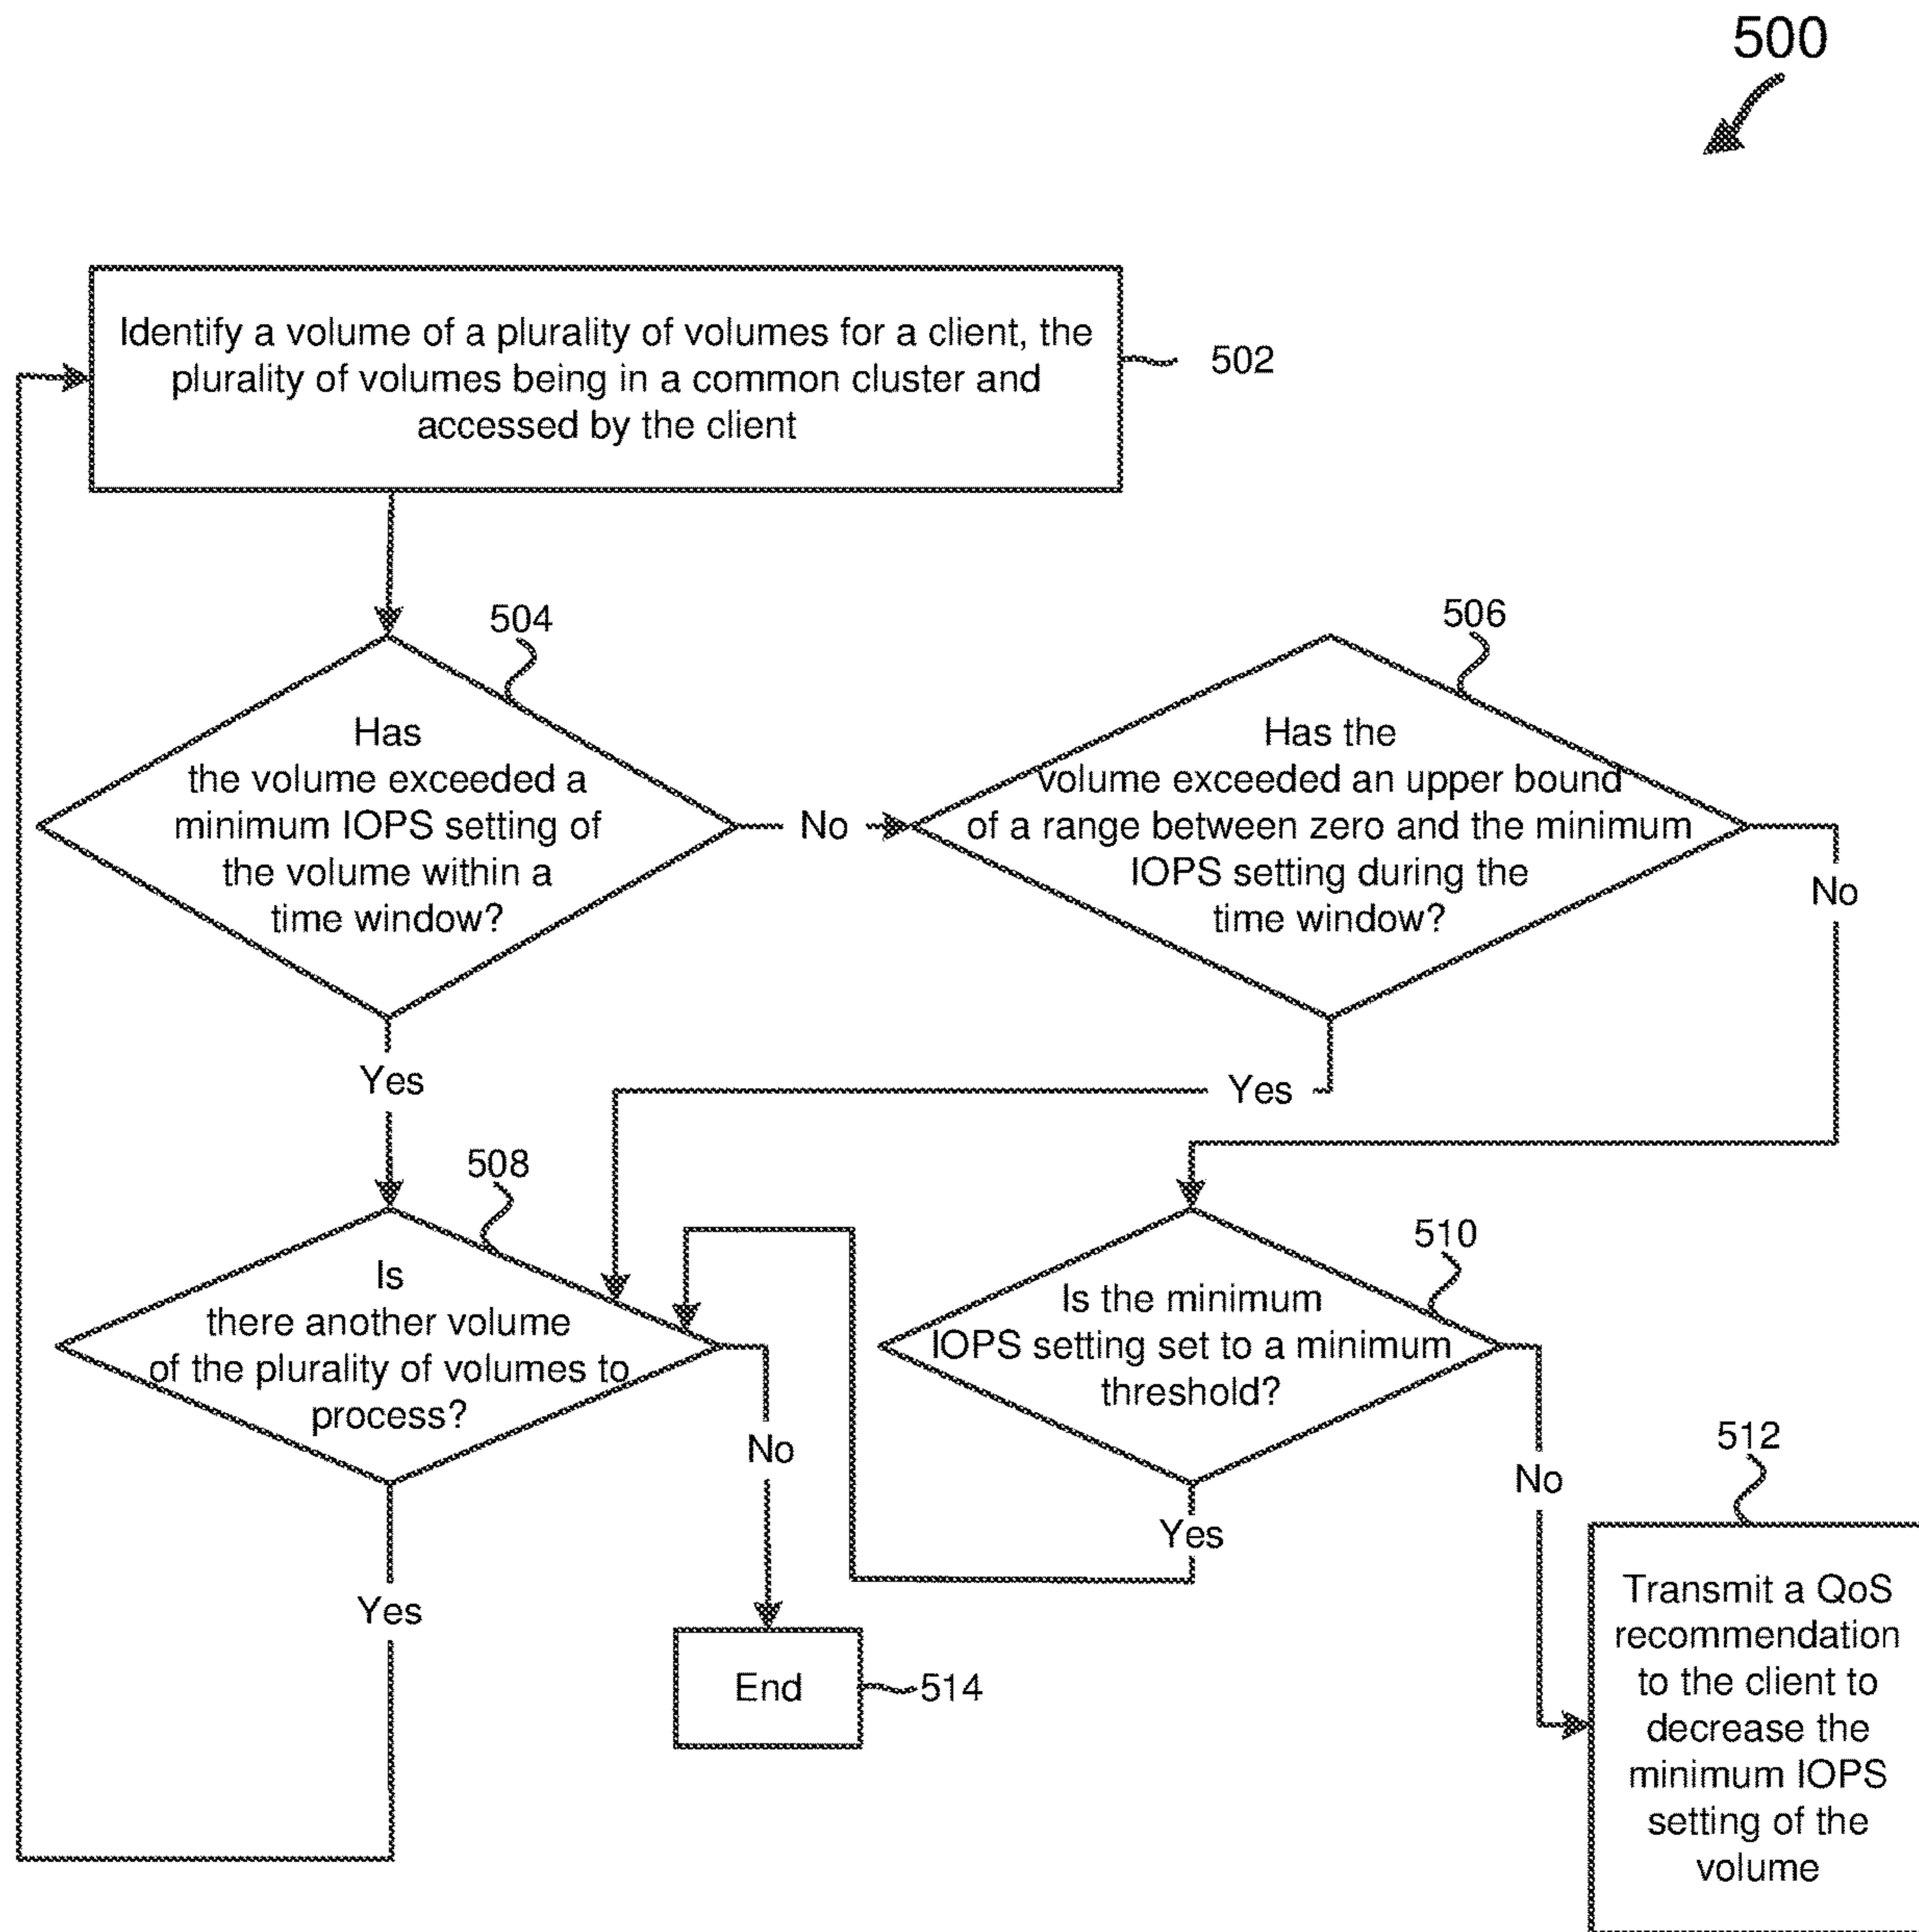 500
Identify a volume of a plurality of volumes for a client, the
plurality of volumes being in a common cluster and
accessed by the client
502
504
Has
the volume exceeded a
minimum IOPS setting of
the volume within a
time window?
No
506
Has the
volume exceeded an upper bound
of a range between zero and the minimum
IOPS setting during the
time window?
No
Yes
Yes
508
Is
there another volume
of the plurality of volumes to
process?
No
Yes
510
Is the minimum
IOPS setting set to a minimum
threshold?
No
Yes
512
Transmit a QoS
recommendation
to the client to
decrease the
minimum IOPS
setting of the
volume
End
514